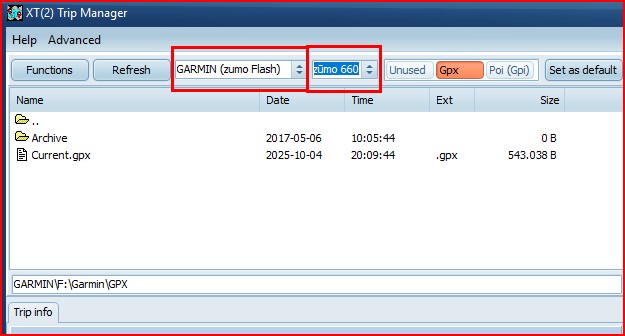 XT(2) Trip Manager
Help Advanced
Functions Refresh GARMIN (zumo Flash) zūmo 660 Unused Gpx Poi (Gpi) Set as default
Name Date Time Ext Size
..
Archive 2017-05-06 10:05:44 0 B
Current.gpx 2025-10-04 20:09:44 .gpx 543.038 B
GARMIN\F:\Garmin\GPX
Trip info